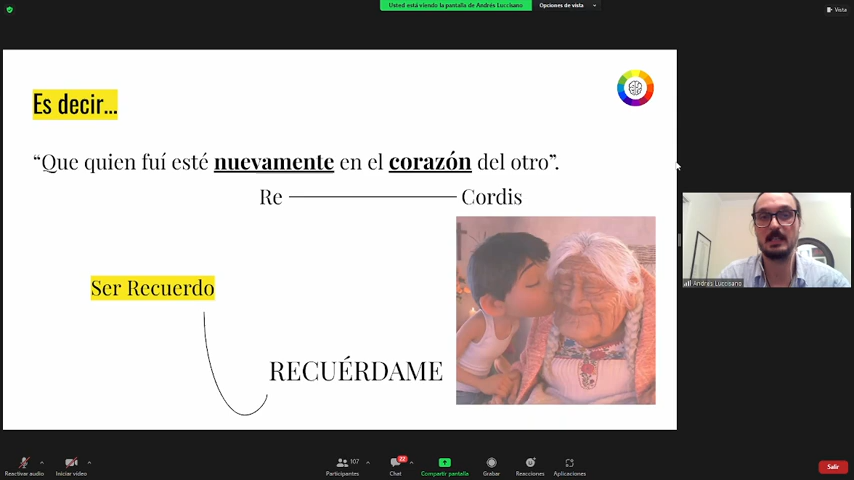 Usted está viendo la pantalla de Andrés Luccisano
Opciones de vista
Vista
Es decir...
“Que quien fuí esté nuevamente en el corazón del otro”.
Re
Cordis
Ser Recuerdo
RECUÉRDAME
Andrés Luccisano
Reactivar audio
Iniciar video
107
Participantes
22
Chat
Compartir pantalla
Grabar
Reacciones
Aplicaciones
Salir